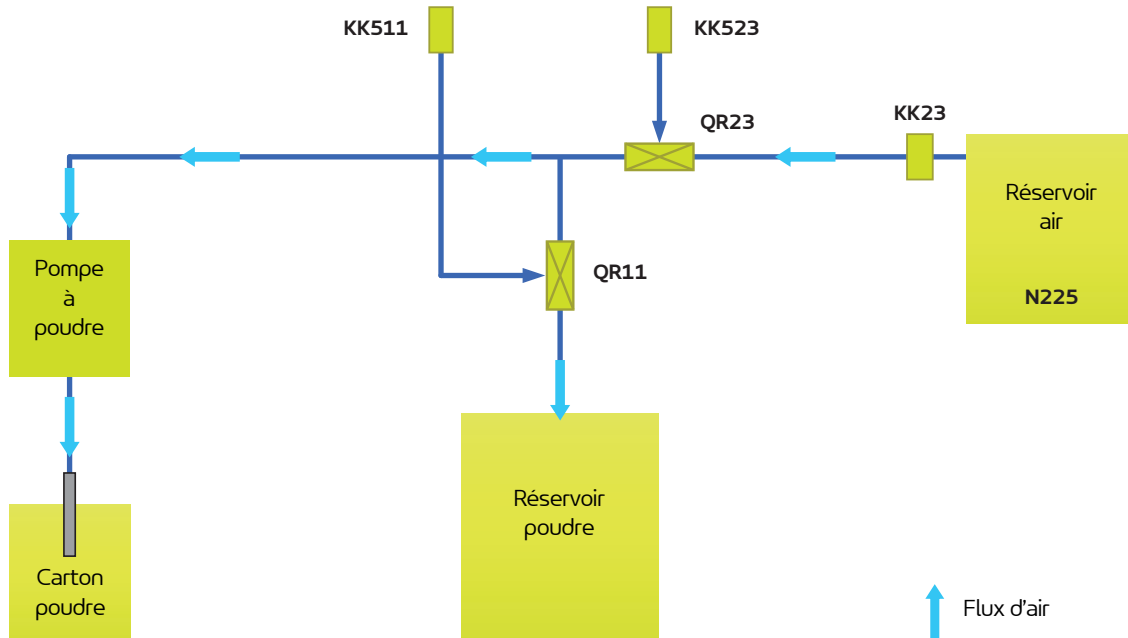 KK511
KK523
QR23
KK23
Réservoir
air
N225
Pompe
à
poudre
QR11
Réservoir
poudre
Carton
poudre
Flux d'air